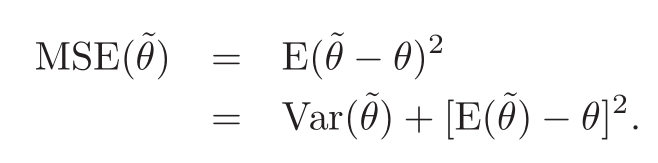 MSE(θ̃) = E(θ̃ − θ)²
= Var(θ̃) + [E(θ̃) − θ]².